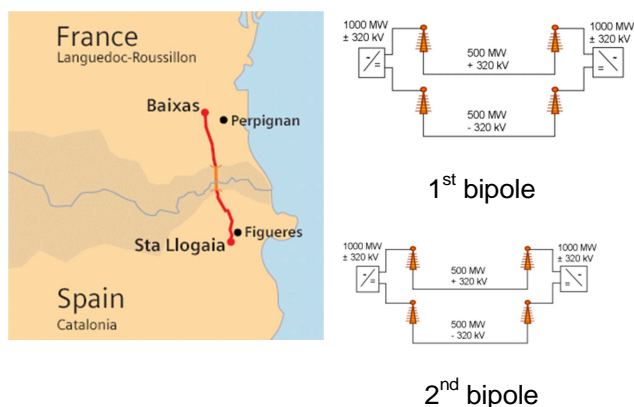 France
Languedoc-Roussillon
Baixas
Perpignan
Figueres
Sta Llogaia
Spain
Catalonia
1000 MW
± 320 kV
1000 MW
± 320 kV
500 MW
+ 320 kV
500 MW
- 320 kV
1st bipole
1000 MW
± 320 kV
1000 MW
± 320 kV
500 MW
+ 320 kV
500 MW
- 320 kV
2nd bipole